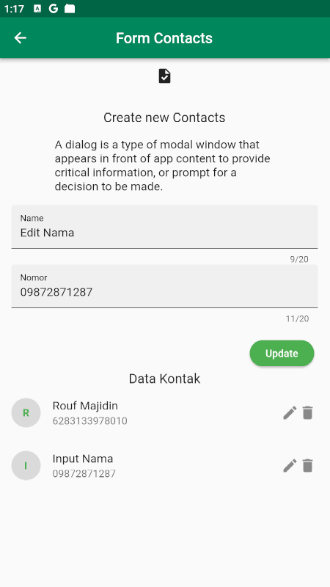 1:17
Form Contacts
Create new Contacts
A dialog is a type of modal window that
appears in front of app content to provide
critical information, or prompt for a
decision to be made.
Name
Edit Nama
9/20
Nomor
09872871287
11/20
Update
Data Kontak
R
Rouf Majidin
6283133978010
I
Input Nama
09872871287